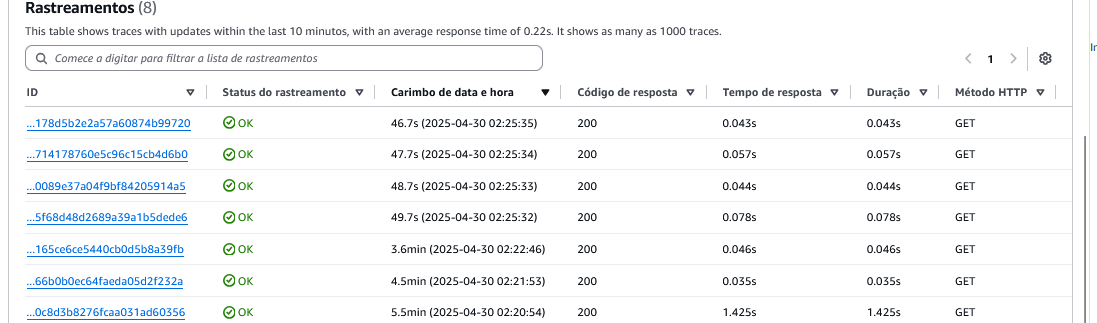 Rastreamentos (8)
This table shows traces with updates within the last 10 minutos, with an average response time of 0.22s. It shows as many as 1000 traces.
Comece a digitar para filtrar a lista de rastreamentos
1
In
ID Status do rastreamento Carimbo de data e hora Código de resposta Tempo de resposta Duração Método HTTP
...178d5b2e2a57a60874b99720 OK 46.7s (2025-04-30 02:25:35) 200 0.043s 0.043s GET
...714178760e5c96c15cb4d6b0 OK 47.7s (2025-04-30 02:25:34) 200 0.057s 0.057s GET
...0089e37a04f9bf84205914a5 OK 48.7s (2025-04-30 02:25:33) 200 0.044s 0.044s GET
...5f68d48d2689a39a1b5dede6 OK 49.7s (2025-04-30 02:25:32) 200 0.078s 0.078s GET
...165ce6ce5440cb0d5b8a39fb OK 3.6min (2025-04-30 02:22:46) 200 0.046s 0.046s GET
...66b0b0ec64faeda05d2f232a OK 4.5min (2025-04-30 02:21:53) 200 0.035s 0.035s GET
...0c8d3b8276fcaa031ad60356 OK 5.5min (2025-04-30 02:20:54) 200 1.425s 1.425s GET